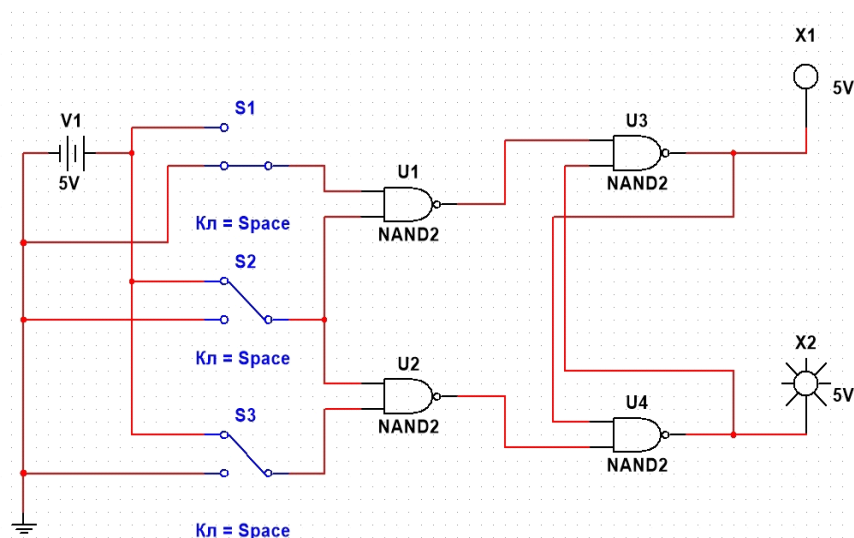 X1
5V
S1
V1
5V
U3
NAND2
U1
NAND2
Кл = Space
S2
Кл = Space
X2
5V
U2
NAND2
U4
NAND2
S3
Кл = Space